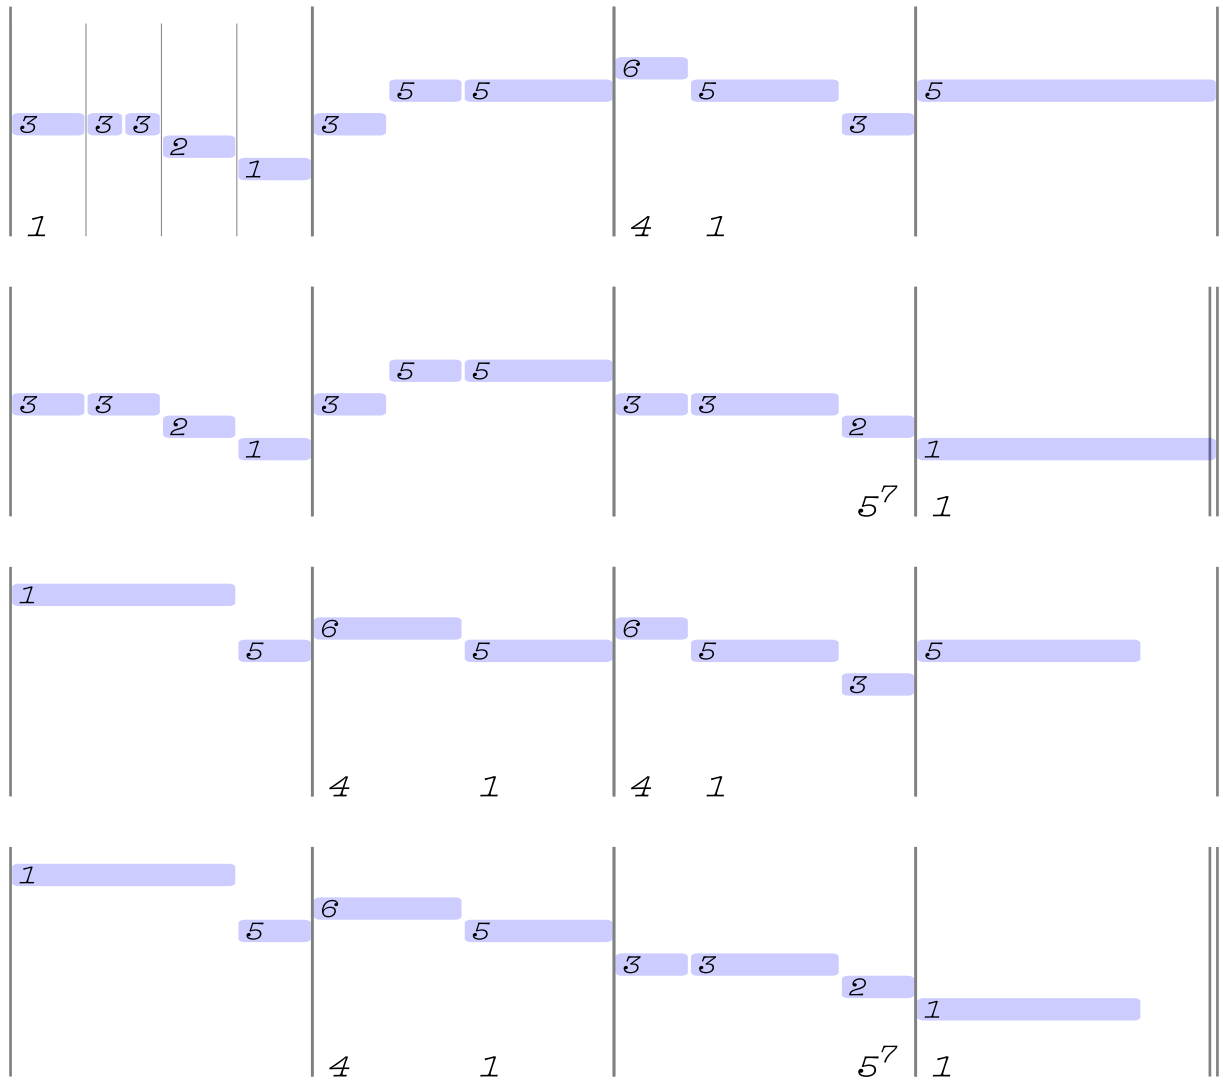 3 3 3 2 1 3 5 5 6 5 3 5
1 4 1
3 3 2 1 3 5 5 3 3 2 1
5⁷ 1
1 5 6 5 6 5 3 5
4 1 4 1
1 5 6 5 3 3 2 1
4 1 5⁷ 1